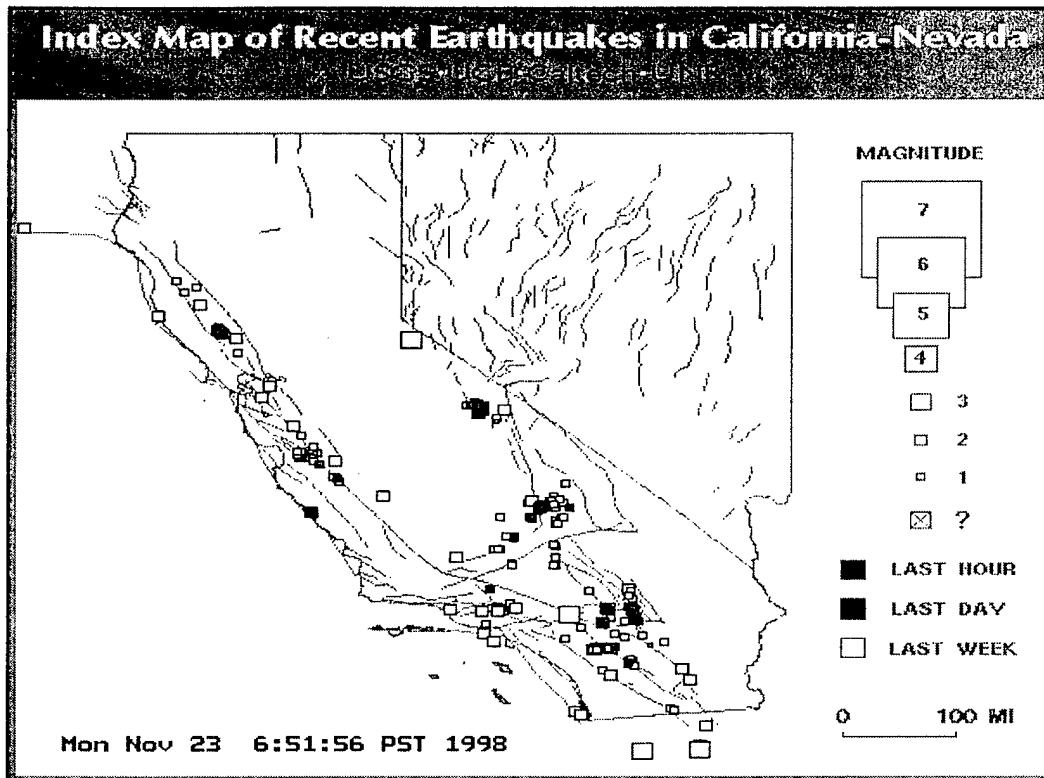 Index Map of Recent Earthquakes in California-Nevada
MAGNITUDE
7
6
5
4
3
2
1
?
LAST HOUR
LAST DAY
LAST WEEK
0 100 MI
Mon Nov 23 6:51:56 PST 1998